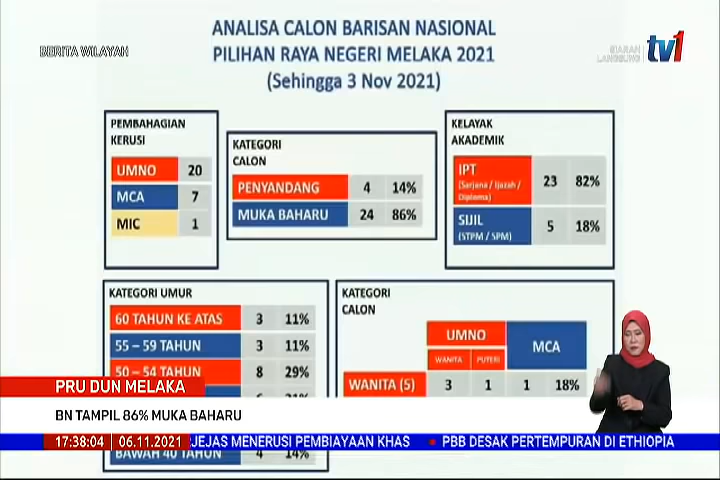 ANALISA CALON BARISAN NASIONAL
PILIHAN RAYA NEGERI MELAKA 2021
(Sehingga 3 Nov 2021)
BERITA WILAYAH
SIARAN
LANGSUNG
tv1
PEMBAHAGIAN
KERUSI
UMNO 20
MCA 7
MIC 1
KATEGORI
CALON
PENYANDANG 4 14%
MUKA BAHARU 24 86%
KELAYAK
AKADEMIK
IPT
(Sarjana / Ijazah /
Diploma)
23 82%
SIJIL
(STPM / SPM)
5 18%
KATEGORI UMUR
60 TAHUN KE ATAS 3 11%
55 – 59 TAHUN 3 11%
50 – 54 TAHUN 8 29%
BAWAH 40 TAHUN 4 14%
KATEGORI
CALON
UMNO MCA
WANITA PUTERI
WANITA (5) 3 1 1 18%
PRU DUN MELAKA
BN TAMPIL 86% MUKA BAHARU
17:38:04 06.11.2021 JEJAS MENERUSI PEMBIAYAAN KHAS • PBB DESAK PERTEMPURAN DI ETHIOPIA